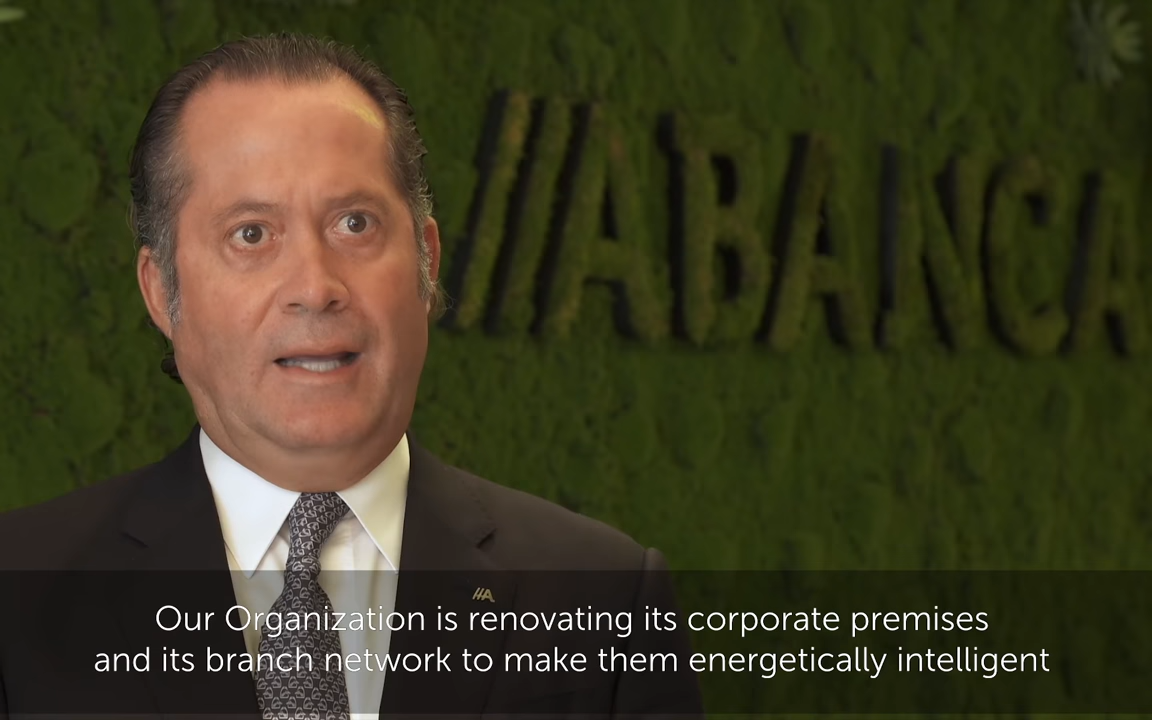 //ABANCA
//A
Our Organization is renovating its corporate premises
and its branch network to make them energetically intelligent